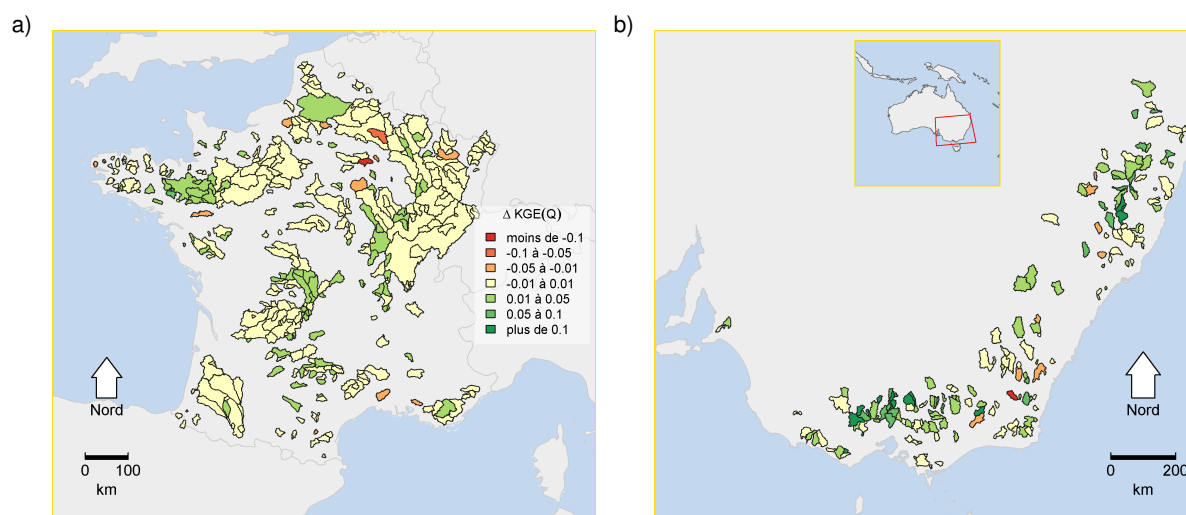 a)
Δ KGE(Q)
moins de -0.1
-0.1 à -0.05
-0.05 à -0.01
-0.01 à 0.01
0.01 à 0.05
0.05 à 0.1
plus de 0.1
Nord
0 100
km
b)
Nord
0 200
km